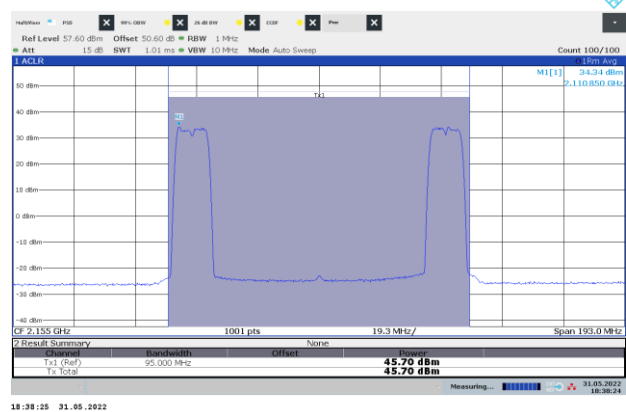 MultiView PSD X 99% OBW X 26 dB BW X CCDF X Pwr X
Ref Level 57.60 dBm Offset 50.60 dB RBW 1 MHz
Att 15 dB SWT 1.01 ms VBW 10 MHz Mode Auto Sweep Count 100/100
1 ACLR 1Rm Avg
M1[1] 34.34 dBm
2.110850 GHz
50 dBm
Tx1
40 dBm
M1
30 dBm
20 dBm
10 dBm
0 dBm
-10 dBm
-20 dBm
-30 dBm
-40 dBm
CF 2.155 GHz 1001 pts 19.3 MHz/ Span 193.0 MHz
2 Result Summary None
Channel Bandwidth Offset Power
Tx1 (Ref) 95.000 MHz 45.70 dBm
Tx Total 45.70 dBm
Measuring... 31.05.2022
18:38:24
18:38:25 31.05.2022